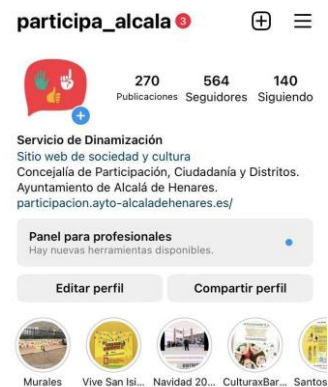 participa_alcala 3
270 564 140
Publicaciones Seguidores Siguiendo
Servicio de Dinamización
Sitio web de sociedad y cultura
Concejalía de Participación, Ciudadanía y Distritos.
Ayuntamiento de Alcalá de Henares.
participacion.ayto-alcaladehenares.es/
Panel para profesionales
Hay nuevas herramientas disponibles.
Editar perfil Compartir perfil
Murales Vive San Isi... Navidad 20... CulturaxBar...